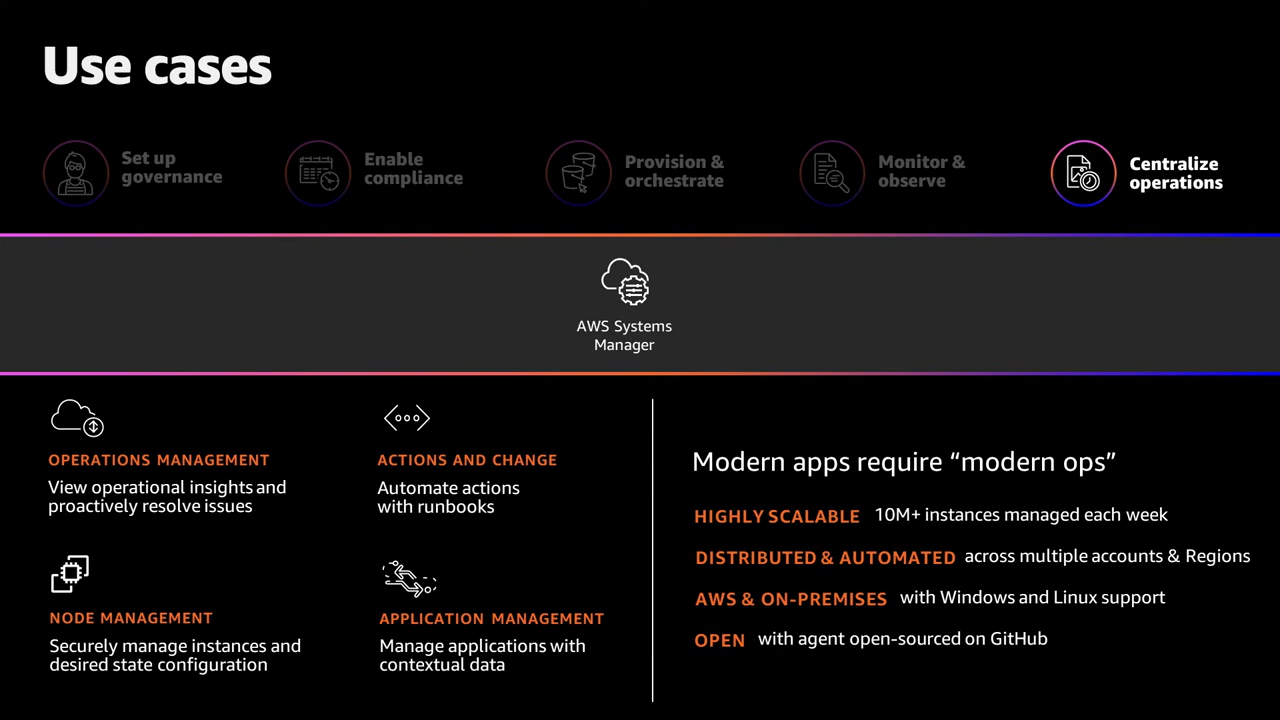 Use cases
Set up
governance
Enable
compliance
Provision &
orchestrate
Monitor &
observe
Centralize
operations
AWS Systems
Manager
OPERATIONS MANAGEMENT
View operational insights and
proactively resolve issues
ACTIONS AND CHANGE
Automate actions
with runbooks
NODE MANAGEMENT
Securely manage instances and
desired state configuration
APPLICATION MANAGEMENT
Manage applications with
contextual data
Modern apps require “modern ops”
HIGHLY SCALABLE 10M+ instances managed each week
DISTRIBUTED & AUTOMATED across multiple accounts & Regions
AWS & ON-PREMISES with Windows and Linux support
OPEN with agent open-sourced on GitHub